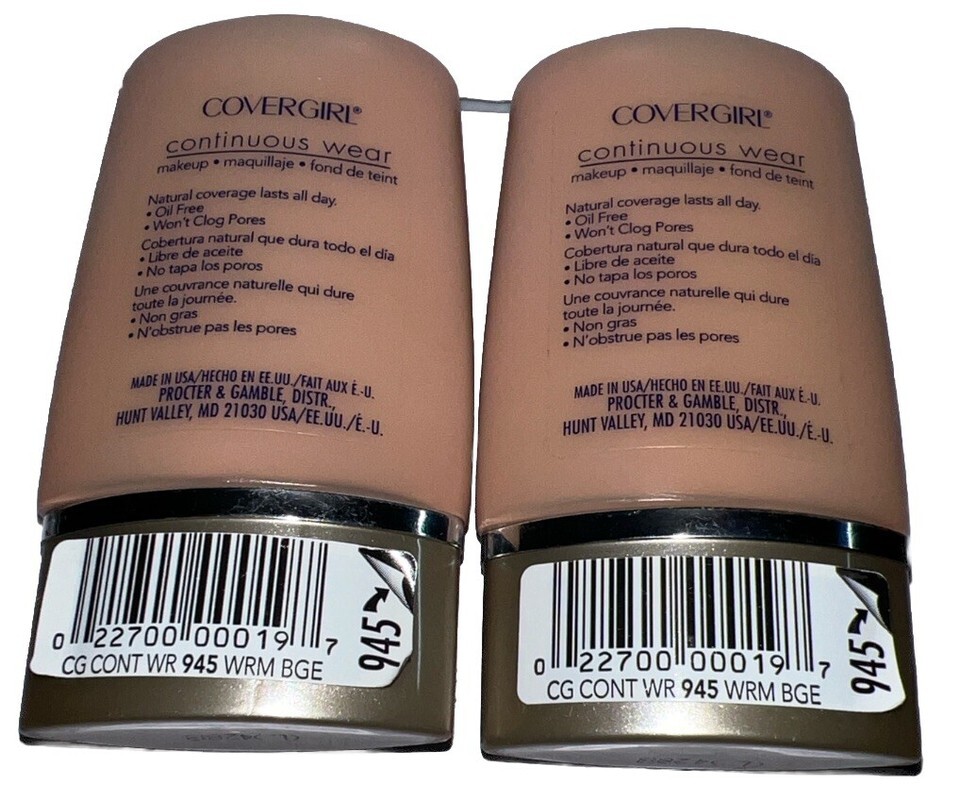 COVERGIRL®
continuous wear
makeup • maquillaje • fond de teint
Natural coverage lasts all day.
• Oil Free
• Won't Clog Pores
Cobertura natural que dura todo el día
• Libre de aceite
• No tapa los poros
Une couvrance naturelle qui dure
toute la journée.
• Non gras
• N'obstrue pas les pores
MADE IN USA/HECHO EN EE.UU./FAIT AUX É.-U.
PROCTER & GAMBLE, DISTR.,
HUNT VALLEY, MD 21030 USA/EE.UU./É.-U.
0 22700 00019 7
CG CONT WR 945 WRM BGE
945
COVERGIRL®
continuous wear
makeup • maquillaje • fond de teint
Natural coverage lasts all day.
• Oil Free
• Won't Clog Pores
Cobertura natural que dura todo el día
• Libre de aceite
• No tapa los poros
Une couvrance naturelle qui dure
toute la journée.
• Non gras
• N'obstrue pas les pores
MADE IN USA/HECHO EN EE.UU./FAIT AUX É.-U.
PROCTER & GAMBLE, DISTR.,
HUNT VALLEY, MD 21030 USA/EE.UU./É.-U.
0 22700 00019 7
CG CONT WR 945 WRM BGE
945